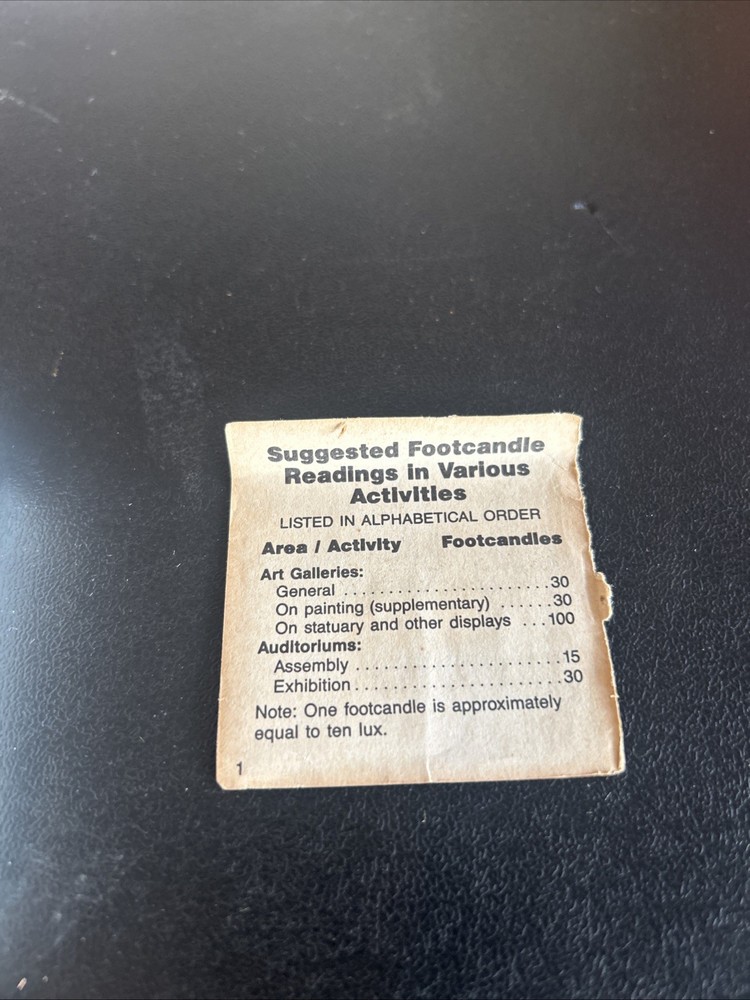 Suggested Footcandle
Readings in Various
Activities
LISTED IN ALPHABETICAL ORDER
Area / Activity Footcandles
Art Galleries:
General .......................30
On painting (supplementary) ......30
On statuary and other displays ...100
Auditoriums:
Assembly ......................15
Exhibition......................30
Note: One footcandle is approximately
equal to ten lux.
1